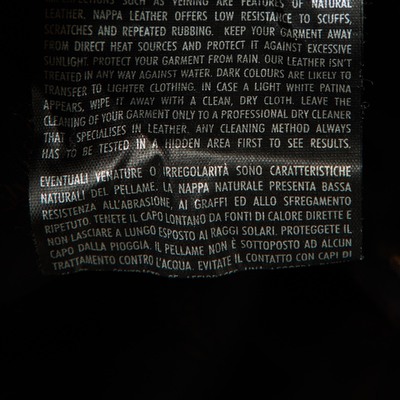 SUCH AS VEINING ARE FEATURES OF NATURAL
LEATHER. NAPPA LEATHER OFFERS LOW RESISTANCE TO SCUFFS,
SCRATCHES AND REPEATED RUBBING. KEEP YOUR GARMENT AWAY
FROM DIRECT HEAT SOURCES AND PROTECT IT AGAINST EXCESSIVE
SUNLIGHT. PROTECT YOUR GARMENT FROM RAIN. OUR LEATHER ISN'T
TREATED IN ANY WAY AGAINST WATER. DARK COLOURS ARE LIKELY TO
TRANSFER TO LIGHTER CLOTHING. IN CASE A LIGHT WHITE PATINA
APPEARS, WIPE IT AWAY WITH A CLEAN, DRY CLOTH. LEAVE THE
CLEANING OF YOUR GARMENT ONLY TO A PROFESSIONAL DRY CLEANER
THAT SPECIALISES IN LEATHER. ANY CLEANING METHOD ALWAYS
HAS TO BE TESTED IN A HIDDEN AREA FIRST TO SEE RESULTS.
EVENTUALI VENATURE O IRREGOLARITÀ SONO CARATTERISTICHE
NATURALI DEL PELLAME. LA NAPPA NATURALE PRESENTA BASSA
RESISTENZA ALL'ABRASIONE, AI GRAFFI ED ALLO SFREGAMENTO
RIPETUTO. TENETE IL CAPO LONTANO DA FONTI DI CALORE DIRETTE E
NON LASCIARE A LUNGO ESPOSTO AI RAGGI SOLARI. PROTEGGETE IL
CAPO DALLA PIOGGIA. IL PELLAME NON È SOTTOPOSTO AD ALCUN
TRATTAMENTO CONTRO L'ACQUA. EVITATE IL CONTATTO CON CAPI DI